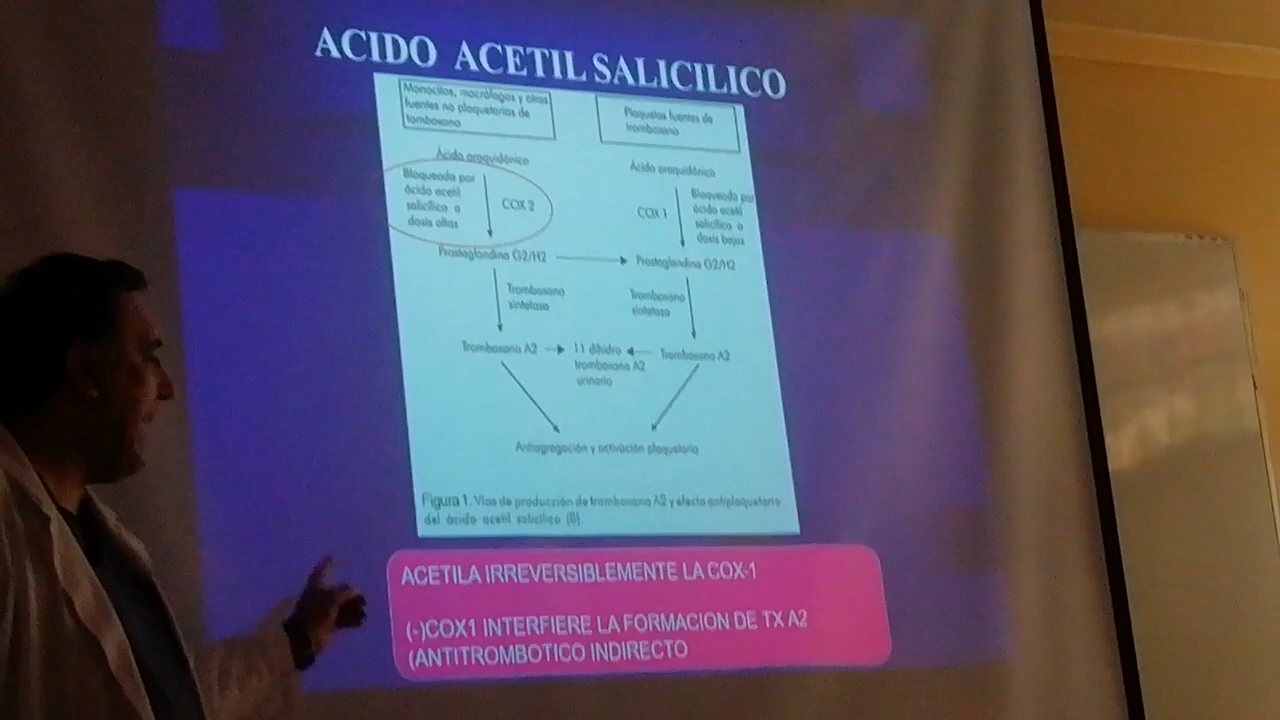 ACIDO ACETIL SALICILICO
Monocitos, macrófagos y otras
fuentes no plaquetarias de
tomboxano
Plaquetas fuentes de
tromboxano
Ácido araquidónico
Ácido araquidónico
Bloqueada por
ácido acetil
salicílico a
dosis altas
COX 2
COX 1
Bloqueada por
ácido acetil
salicílico a
dosis bajas
Prostaglandina G2/H2
Prostaglandina G2/H2
Tromboxano
sintetasa
Tromboxano
sintetasa
Tromboxano A2
11 dihidro
tromboxano A2
urinario
Tromboxano A2
Antiagregación y activación plaquetaria
Figura 1. Vías de producción de tromboxano A2 y efecto antiplaquetario
del ácido acetil salicílico (8).
ACETILA IRREVERSIBLEMENTE LA COX-1
(-)COX1 INTERFIERE LA FORMACION DE TX A2
(ANTITROMBOTICO INDIRECTO